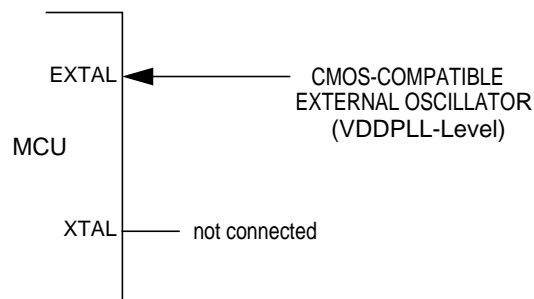 EXTAL
CMOS-COMPATIBLE
EXTERNAL OSCILLATOR
(VDDPLL-Level)
MCU
XTAL
not connected